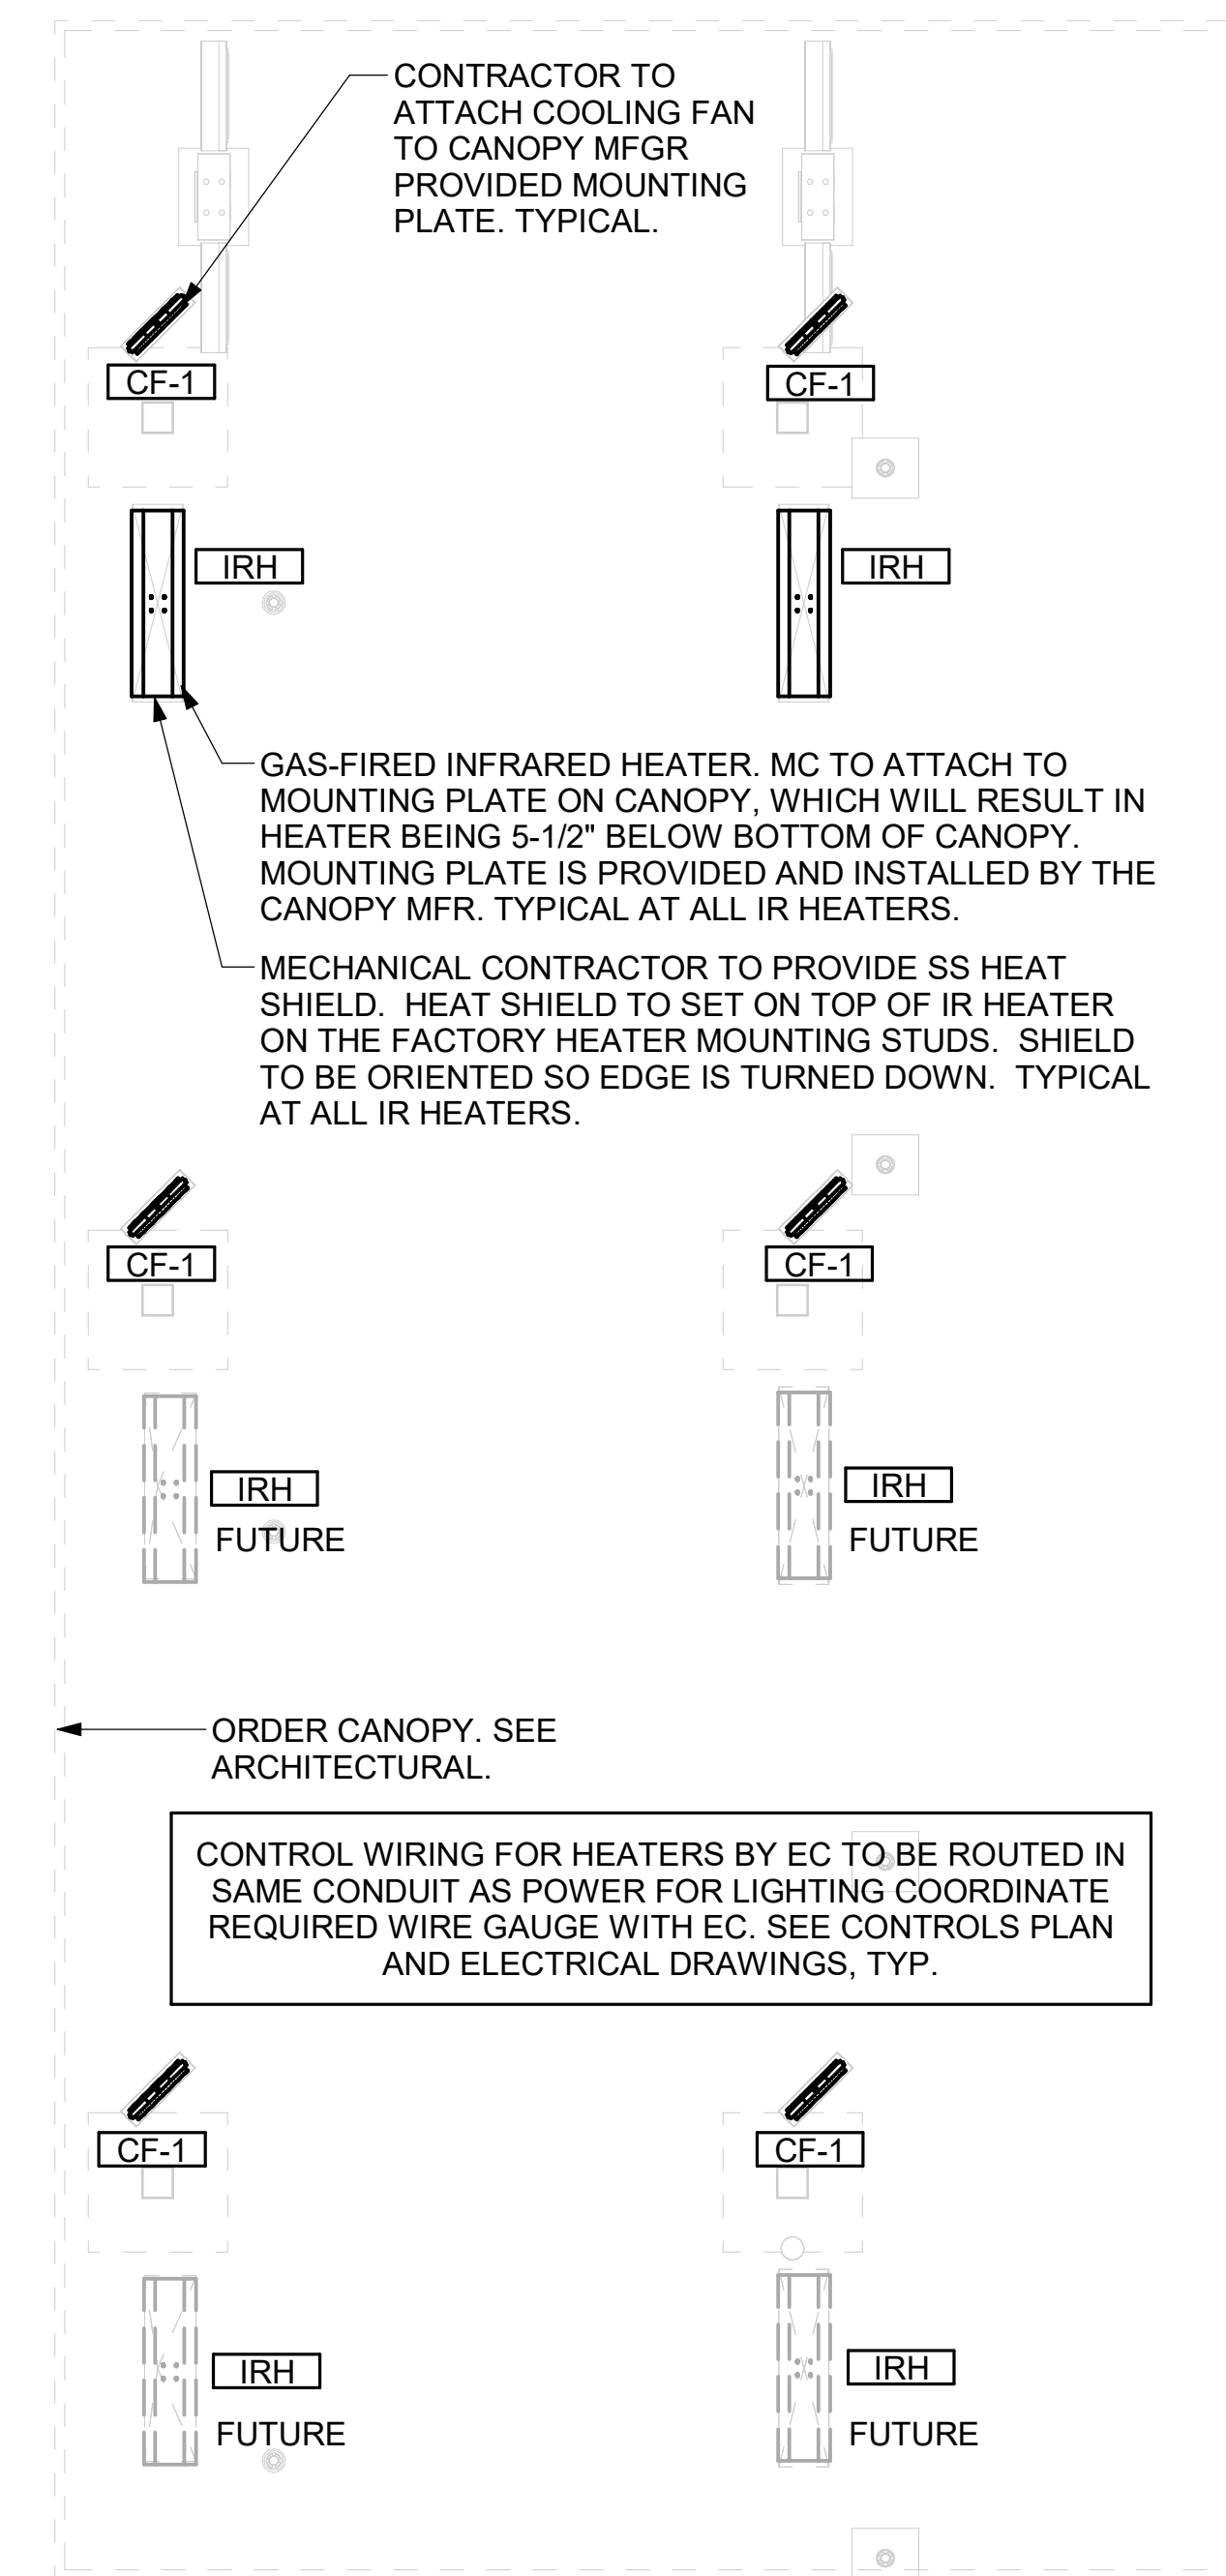 CONTRACTOR TO
ATTACH COOLING FAN
TO CANOPY MFGR
PROVIDED MOUNTING
PLATE. TYPICAL.
CF-1
CF-1
IRH
IRH
GAS-FIRED INFRARED HEATER. MC TO ATTACH TO
MOUNTING PLATE ON CANOPY, WHICH WILL RESULT IN
HEATER BEING 5-1/2" BELOW BOTTOM OF CANOPY.
MOUNTING PLATE IS PROVIDED AND INSTALLED BY THE
CANOPY MFR. TYPICAL AT ALL IR HEATERS.
MECHANICAL CONTRACTOR TO PROVIDE SS HEAT
SHIELD. HEAT SHIELD TO SET ON TOP OF IR HEATER
ON THE FACTORY HEATER MOUNTING STUDS. SHIELD
TO BE ORIENTED SO EDGE IS TURNED DOWN. TYPICAL
AT ALL IR HEATERS.
CF-1
CF-1
IRH
IRH
FUTURE
FUTURE
ORDER CANOPY. SEE
ARCHITECTURAL.
CONTROL WIRING FOR HEATERS BY EC TO BE ROUTED IN
SAME CONDUIT AS POWER FOR LIGHTING COORDINATE
REQUIRED WIRE GAUGE WITH EC. SEE CONTROLS PLAN
AND ELECTRICAL DRAWINGS, TYP.
CF-1
CF-1
IRH
IRH
FUTURE
FUTURE